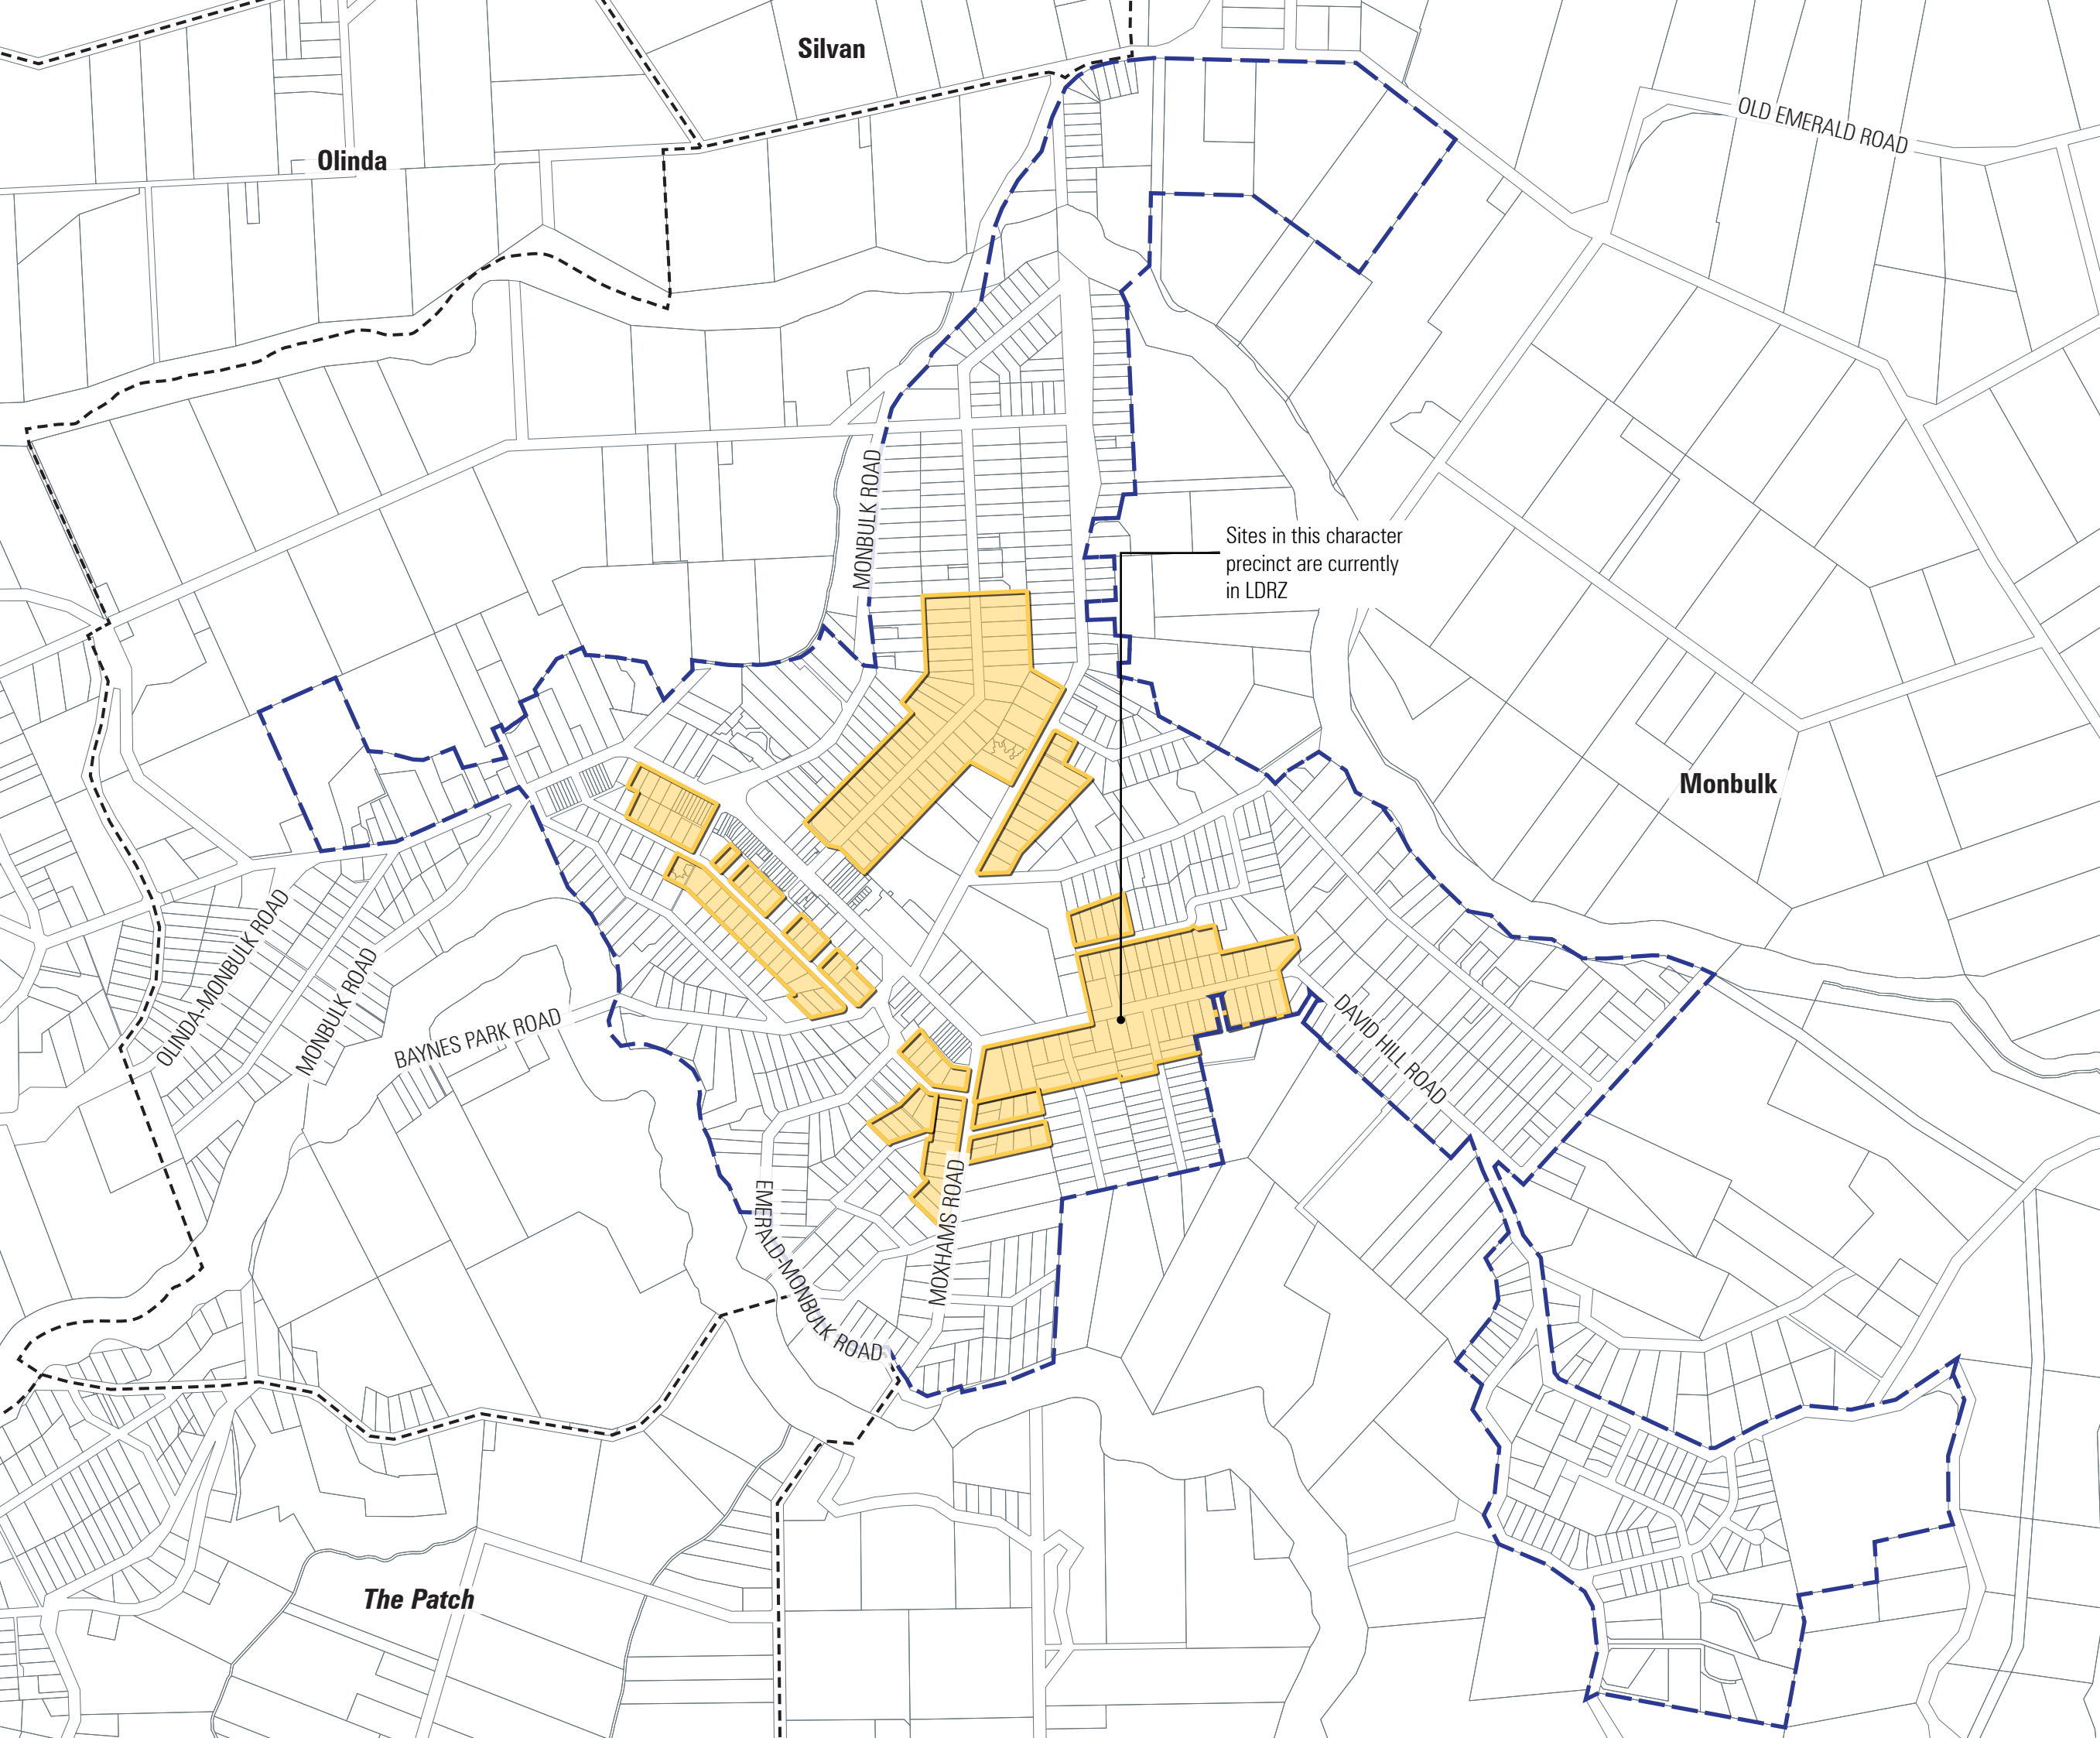 Silvan
OLD EMERALD ROAD
Olinda
MONBULK ROAD
Sites in this character
precinct are currently
in LDRZ
Monbulk
OLINDA-MONBULK ROAD
MONBULK ROAD
BAYNES PARK ROAD
DAVID HILL ROAD
EMERALD-MONBULK ROAD
MOXHAMS ROAD
The Patch